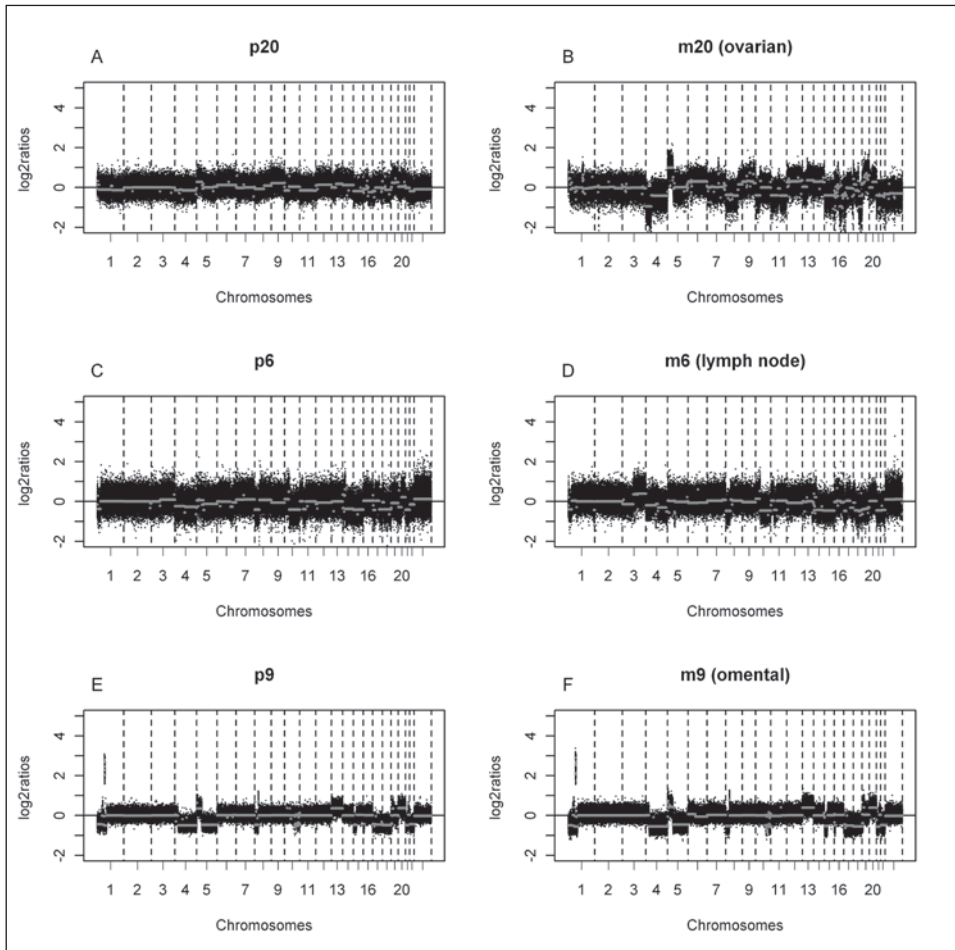 A
p20
log2ratios
4
2
0
-2
1 2 3 4 5 7 9 11 13 16 20
Chromosomes
B
m20 (ovarian)
log2ratios
4
2
0
-2
1 2 3 4 5 7 9 11 13 16 20
Chromosomes
C
p6
log2ratios
4
2
0
-2
1 2 3 4 5 7 9 11 13 16 20
Chromosomes
D
m6 (lymph node)
log2ratios
4
2
0
-2
1 2 3 4 5 7 9 11 13 16 20
Chromosomes
E
p9
log2ratios
4
2
0
-2
1 2 3 4 5 7 9 11 13 16 20
Chromosomes
F
m9 (omental)
log2ratios
4
2
0
-2
1 2 3 4 5 7 9 11 13 16 20
Chromosomes